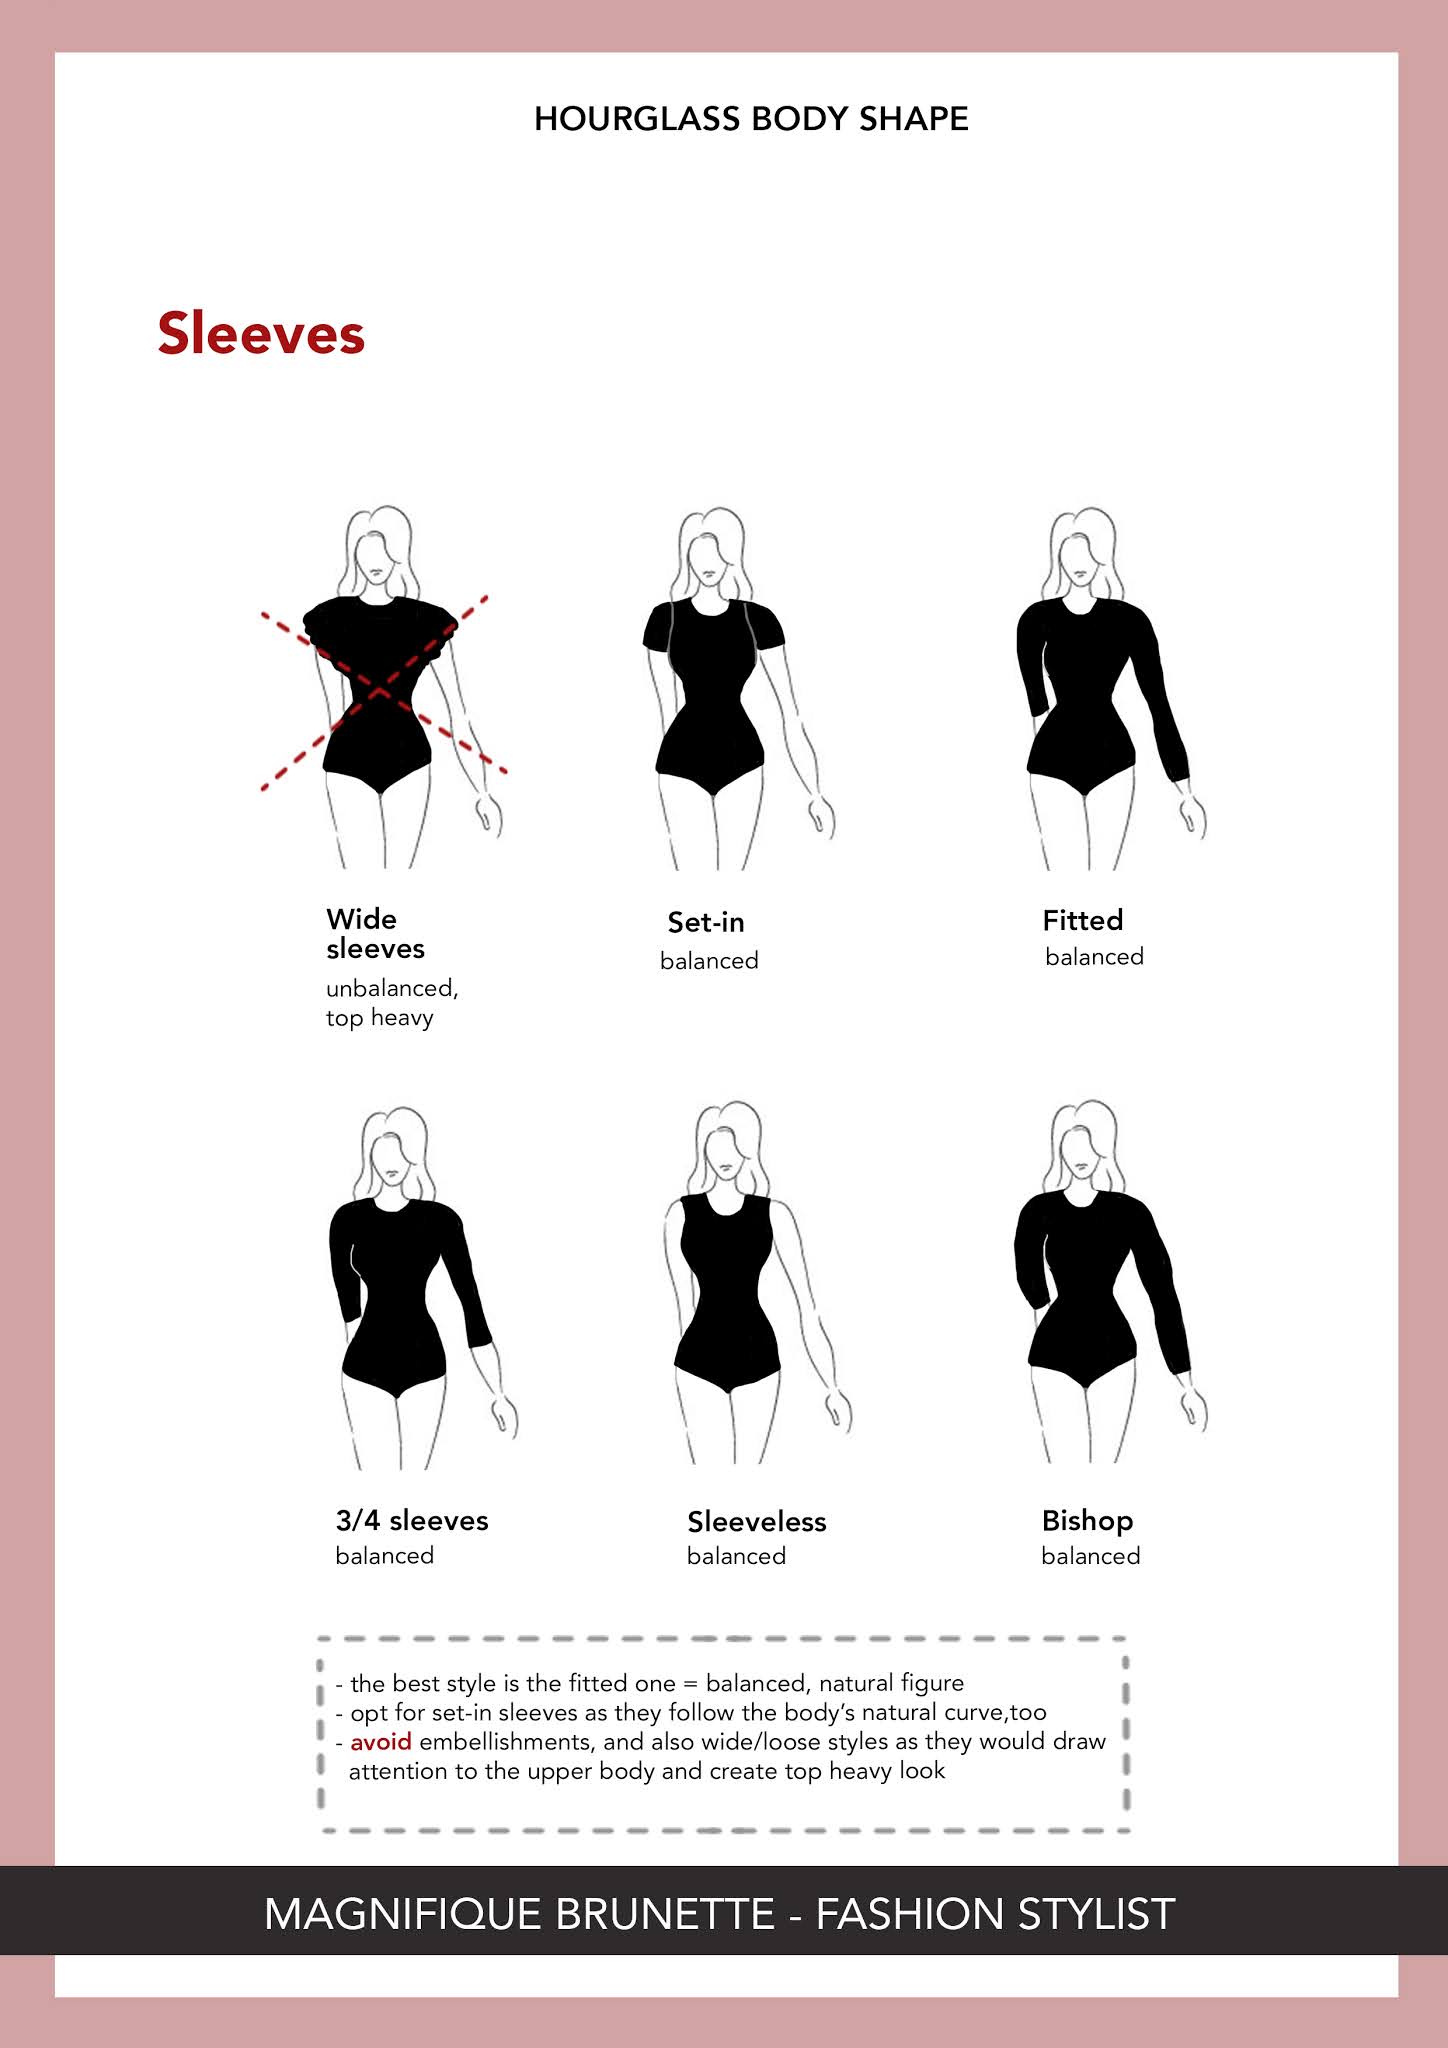 HOURGLASS BODY SHAPE
Sleeves
Wide
sleeves
unbalanced,
top heavy
Set-in
balanced
Fitted
balanced
3/4 sleeves
balanced
Sleeveless
balanced
Bishop
balanced
- the best style is the fitted one = balanced, natural figure
- opt for set-in sleeves as they follow the body's natural curve,too
- avoid embellishments, and also wide/loose styles as they would draw
attention to the upper body and create top heavy look
MAGNIFIQUE BRUNETTE - FASHION STYLIST